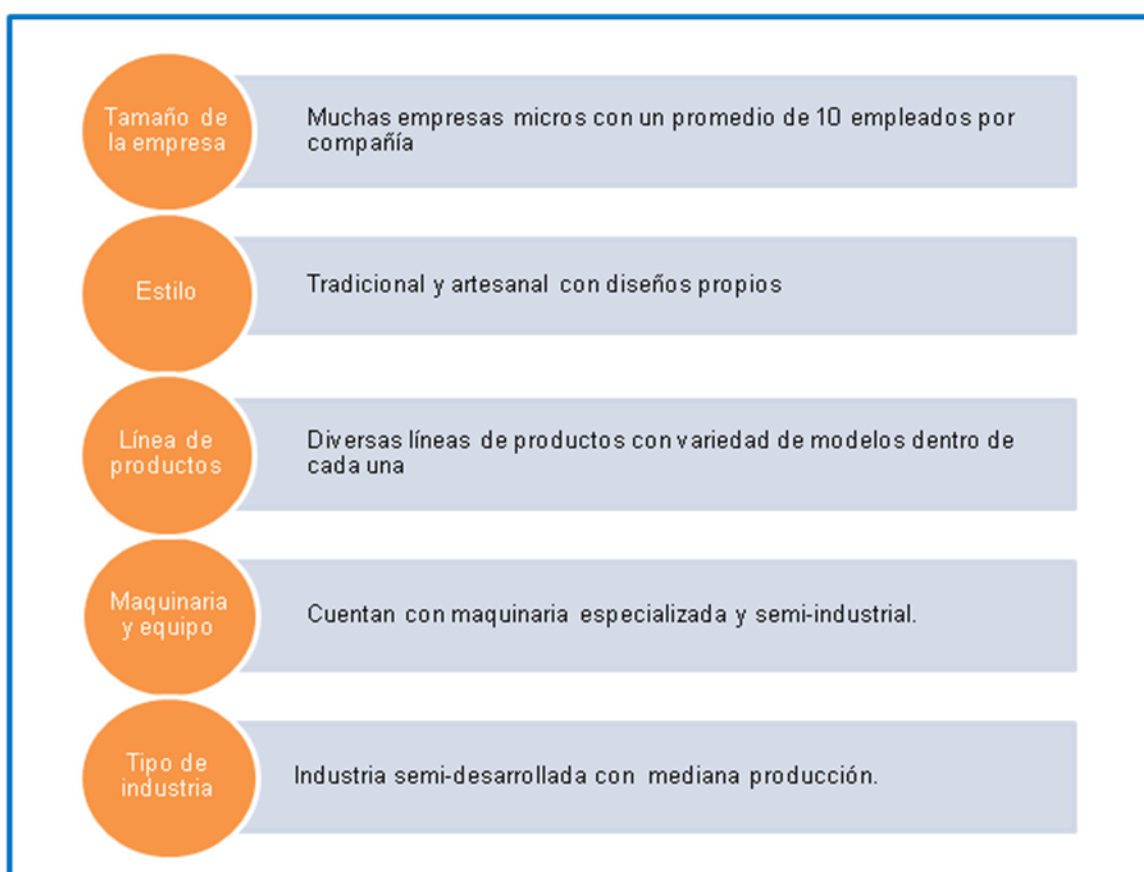 Tamaño de
la empresa
Muchas empresas micros con un promedio de 10 empleados por
compañía
Estilo
Tradicional y artesanal con diseños propios
Línea de
productos
Diversas líneas de productos con variedad de modelos dentro de
cada una
Maquinaria
y equipo
Cuentan con maquinaria especializada y semi-industrial.
Tipo de
industria
Industria semi-desarrollada con mediana producción.